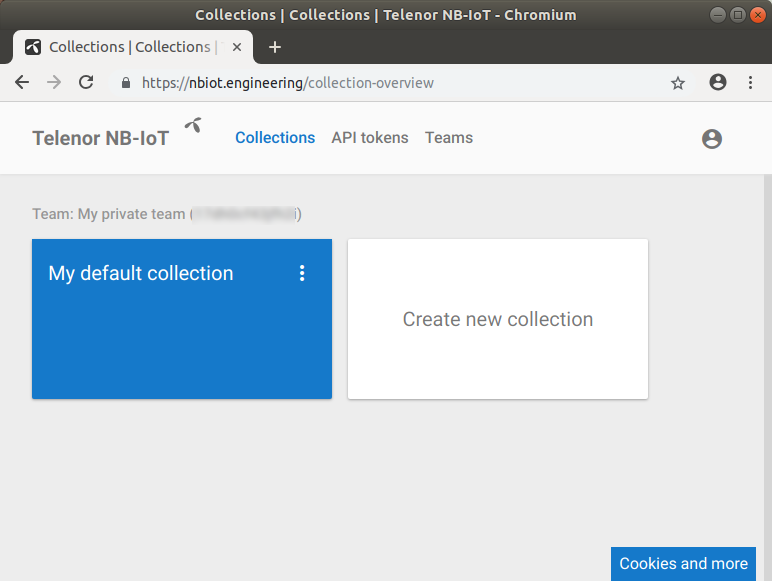 Collections | Collections | Telenor NB-IoT - Chromium
Collections | Collections |
https://nbiot.engineering/collection-overview
Telenor NB-IoT
Collections API tokens Teams
Team: My private team (
My default collection
Create new collection
Cookies and more